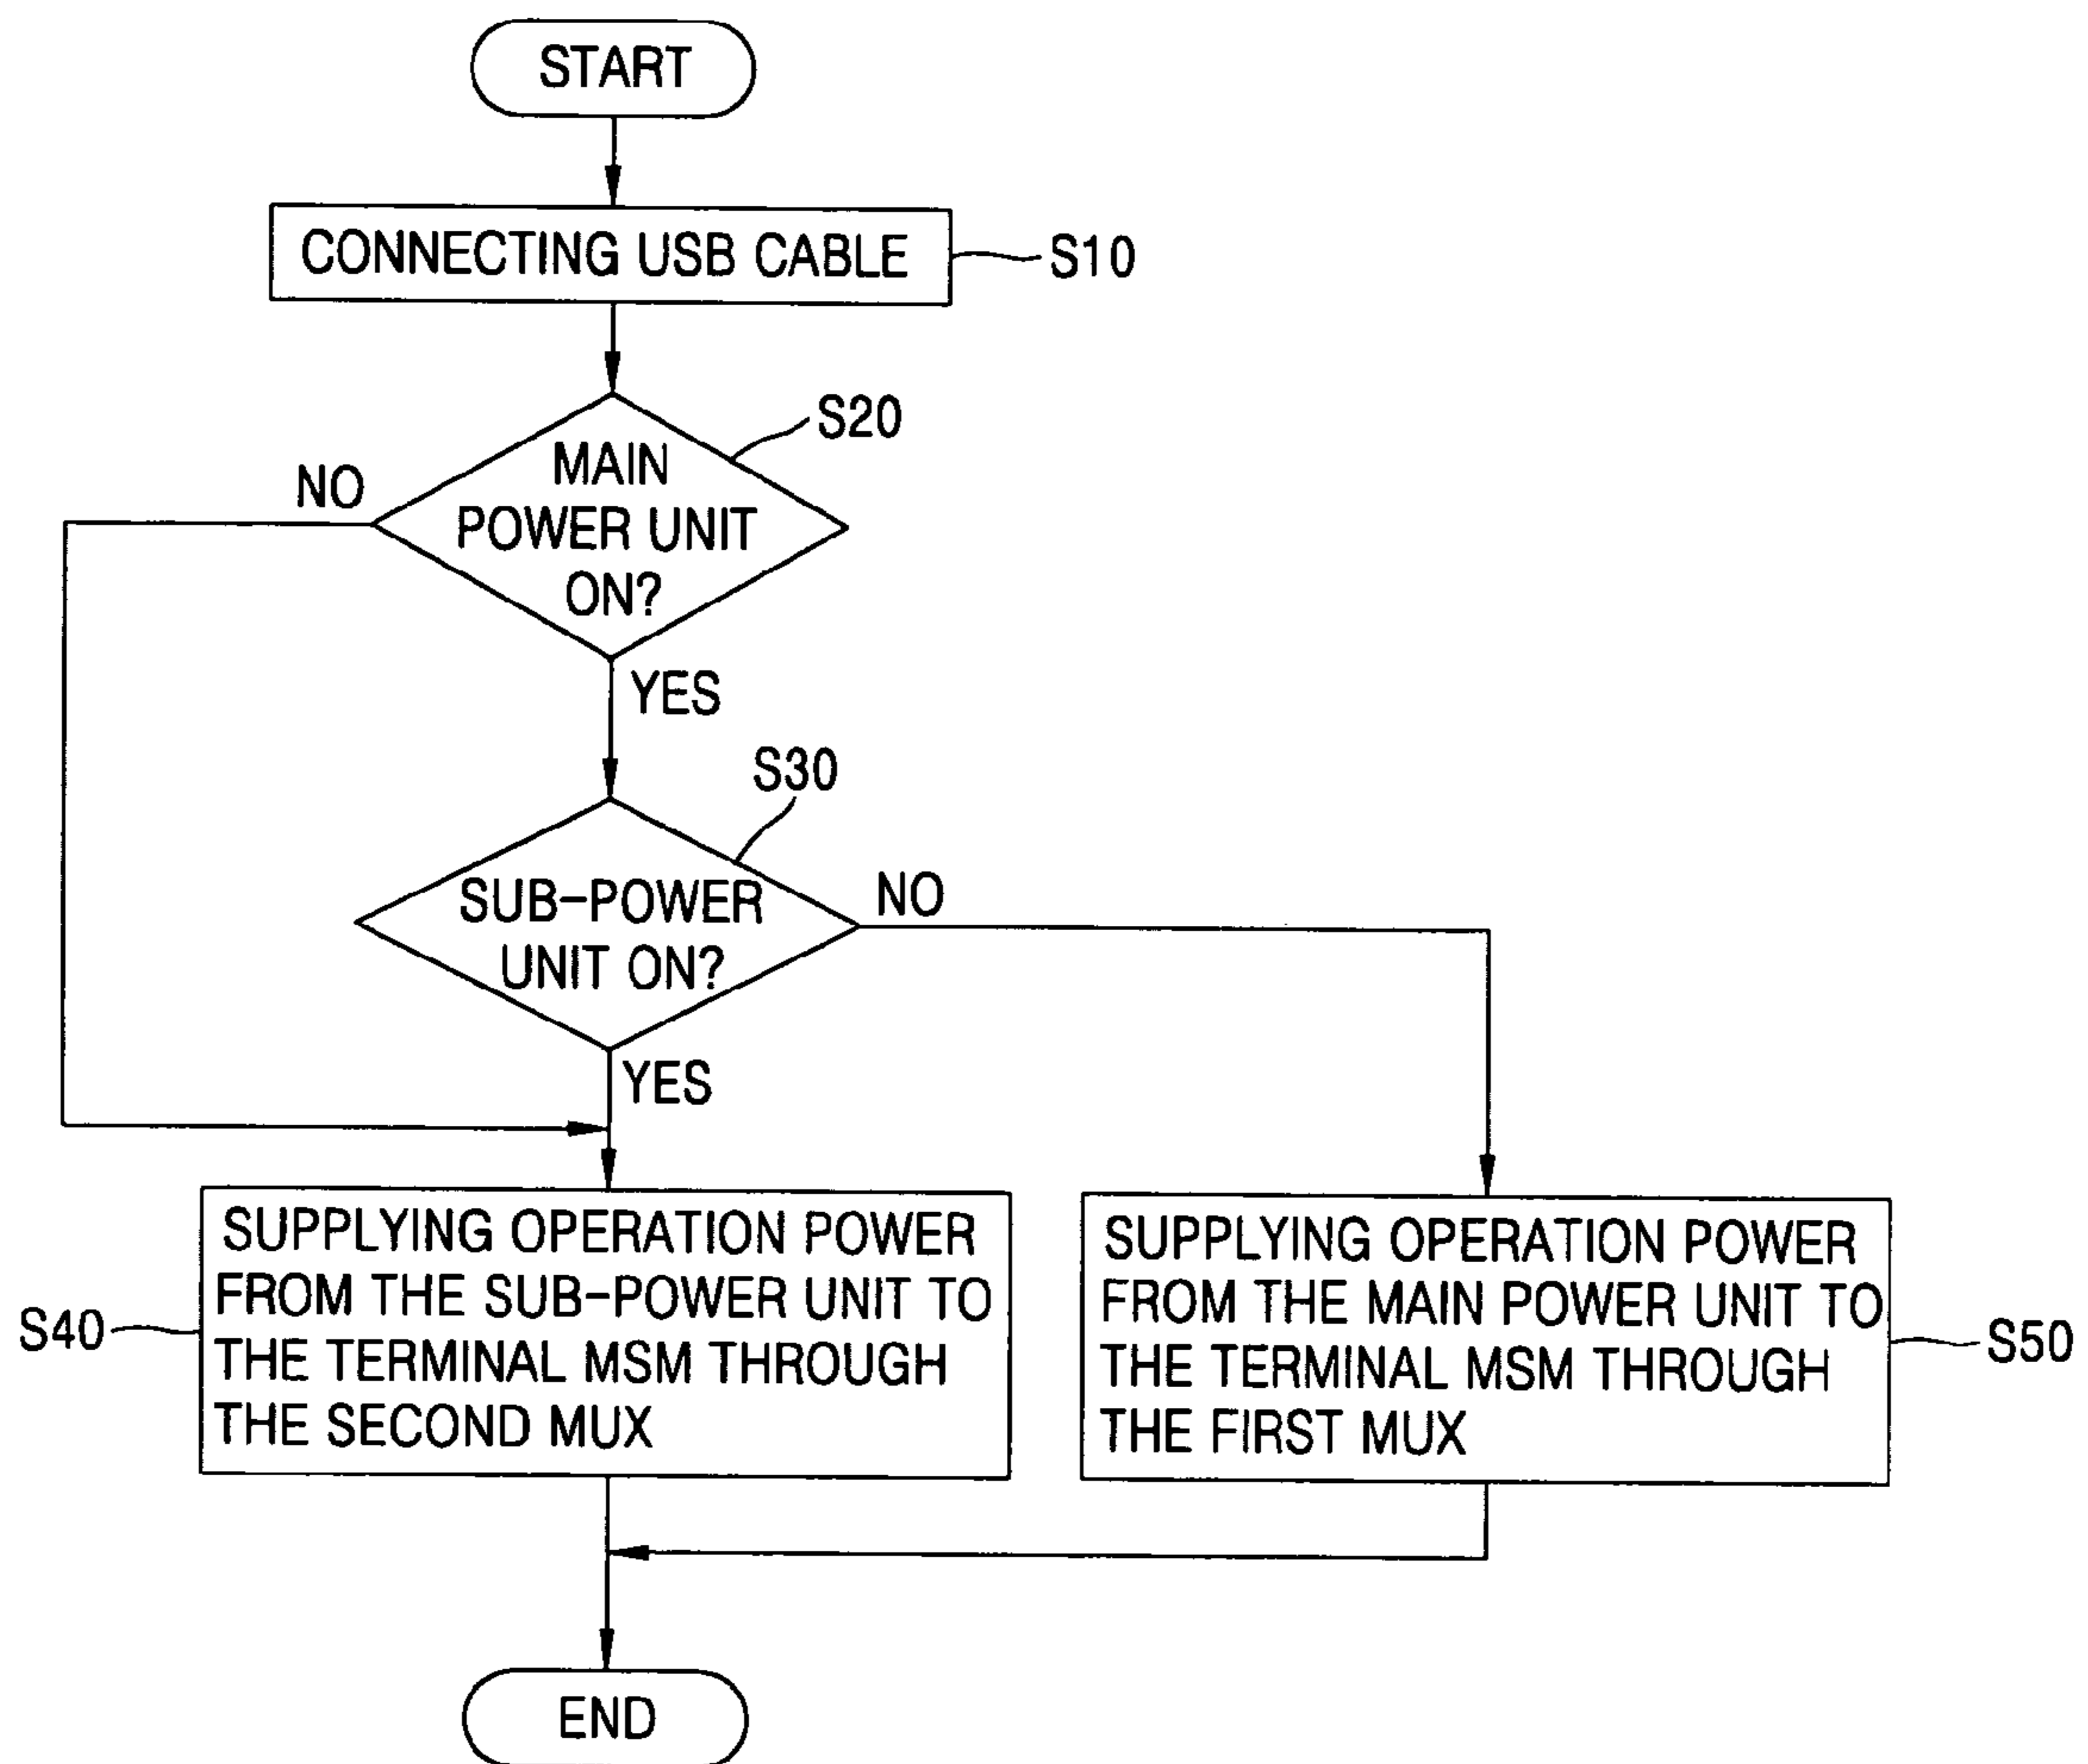 START
CONNECTING USB CABLE
S10
S20
NO
MAIN
POWER UNIT
ON?
YES
S30
SUB-POWER
UNIT ON?
NO
YES
S40
SUPPLYING OPERATION POWER
FROM THE SUB-POWER UNIT TO
THE TERMINAL MSM THROUGH
THE SECOND MUX
SUPPLYING OPERATION POWER
FROM THE MAIN POWER UNIT TO
THE TERMINAL MSM THROUGH
THE FIRST MUX
S50
END